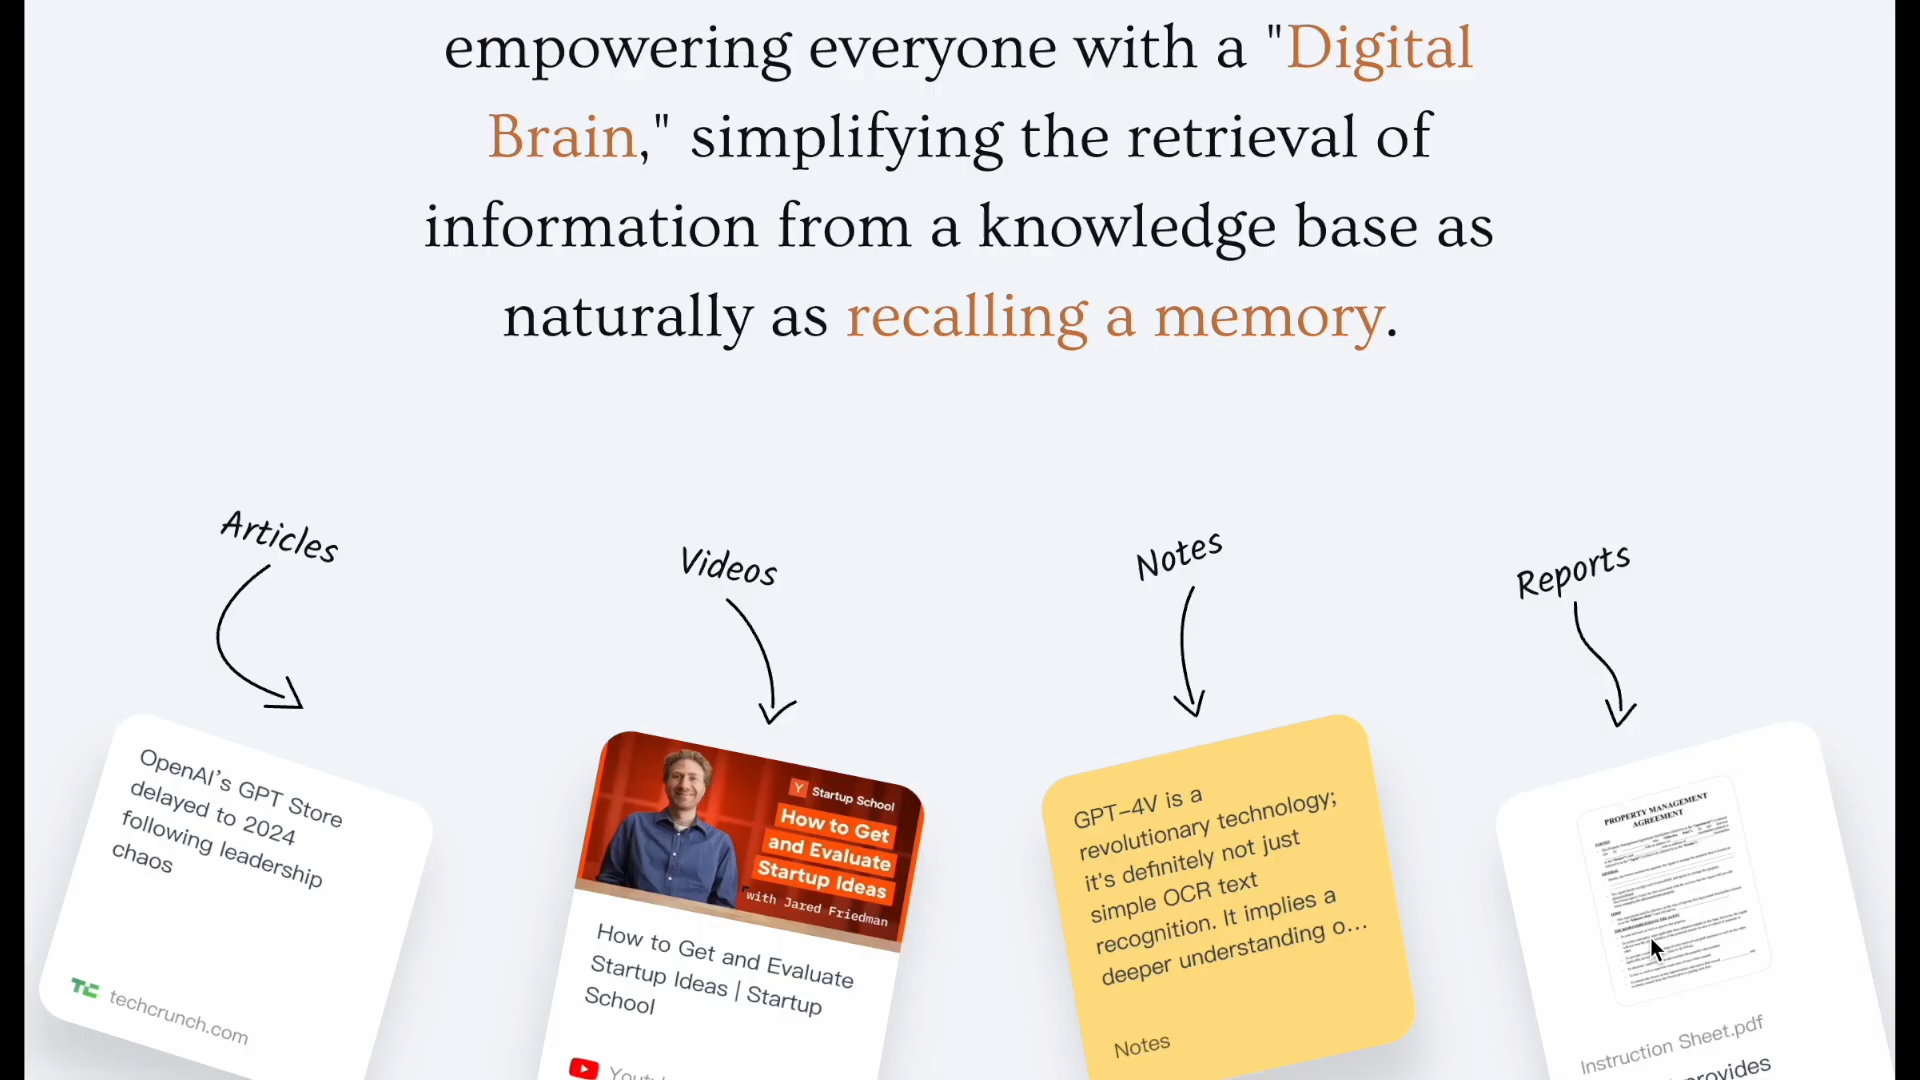 empowering everyone with a "Digital
Brain," simplifying the retrieval of
information from a knowledge base as
naturally as recalling a memory.
Articles
Videos
Notes
Reports
OpenAI's GPT Store
delayed to 2024
following leadership
chaos
techcrunch.com
Y Startup School
How to Get
and Evaluate
Startup Ideas
with Jared Friedman
How to Get and Evaluate
Startup Ideas | Startup
School
GPT-4V is a
revolutionary technology;
it's definitely not just
simple OCR text
recognition. It implies a
deeper understanding o...
Notes
PROPERTY MANAGEMENT
AGREEMENT
Instruction Sheet.pdf
provides